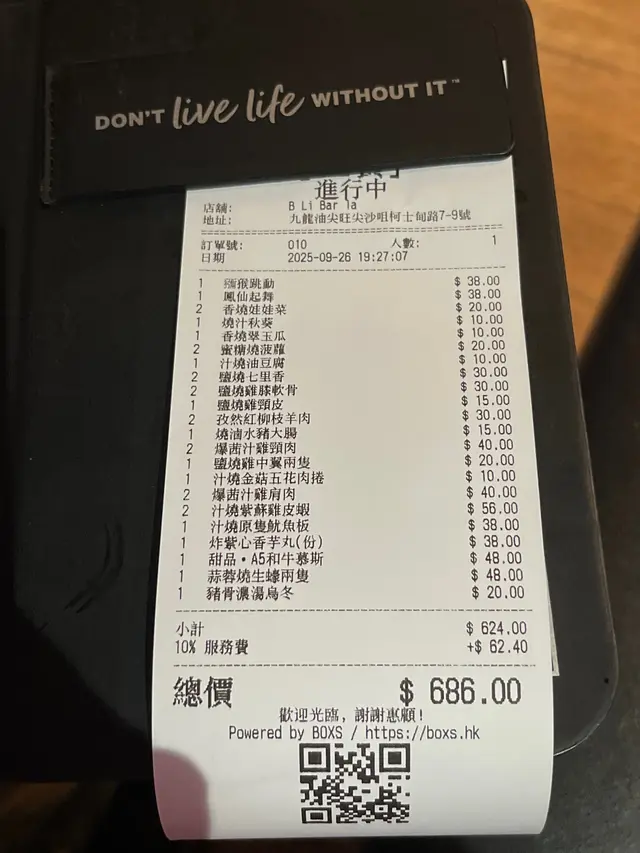 DON'T live life WITHOUT IT™
進行中
店舖: B Li Bar la
地址: 九龍油尖旺尖沙咀柯士甸路7-9號
訂單號: 010 人數: 1
日期 2025-09-26 19:27:07
1 獼猴跳動 $ 38.00
1 鳳仙起舞 $ 38.00
2 香燒娃娃菜 $ 20.00
1 燒汁秋葵 $ 10.00
1 香燒翠玉瓜 $ 10.00
2 蜜糖燒菠蘿 $ 20.00
1 汁燒油豆腐 $ 10.00
2 鹽燒七里香 $ 30.00
2 鹽燒雞膝軟骨 $ 30.00
1 鹽燒雞頸皮 $ 15.00
2 孜然紅柳枝羊肉 $ 30.00
1 燒滷水豬大腸 $ 15.00
2 爆茜汁雞頸肉 $ 40.00
1 鹽燒雞中翼兩隻 $ 20.00
1 汁燒金菇五花肉捲 $ 10.00
2 爆茜汁雞肩肉 $ 40.00
2 汁燒紫蘇雞皮蝦 $ 56.00
1 汁燒原隻魷魚板 $ 38.00
1 炸紫心香芋丸(份) $ 38.00
1 甜品・A5和牛慕斯 $ 48.00
1 蒜蓉燒生蠔兩隻 $ 48.00
1 豬骨濃湯烏冬 $ 20.00
小計 $ 624.00
10% 服務費 +$ 62.40
總價 $ 686.00
歡迎光臨, 謝謝惠顧!
Powered by BOXS / https://boxs.hk